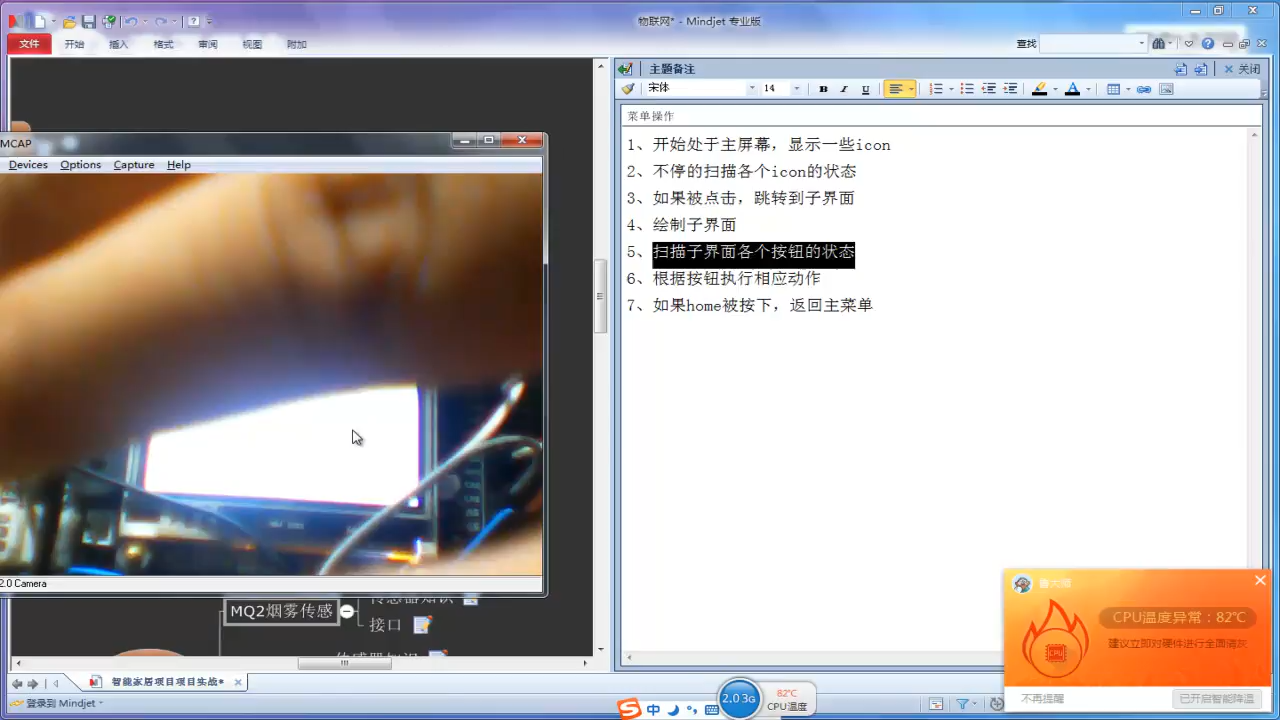 物联网* - Mindjet 专业版
文件 开始 插入 格式 审阅 视图 附加 查找
主题备注 关闭
宋体 14 B I U A
菜单操作
1、开始处于主屏幕，显示一些icon
2、不停的扫描各个icon的状态
3、如果被点击，跳转到子界面
4、绘制子界面
5、扫描子界面各个按钮的状态
6、根据按钮执行相应动作
7、如果home被按下，返回主菜单
MCAP
Devices Options Capture Help
2.0 Camera
MQ2烟雾传感
接口
CPU温度异常：82℃
建议立即对硬件进行全面清灰
CPU
不再提醒 已开启智能降温
智能家居项目项目实战*
登录到 Mindjet
中 2.0 3G 82℃
CPU 温度